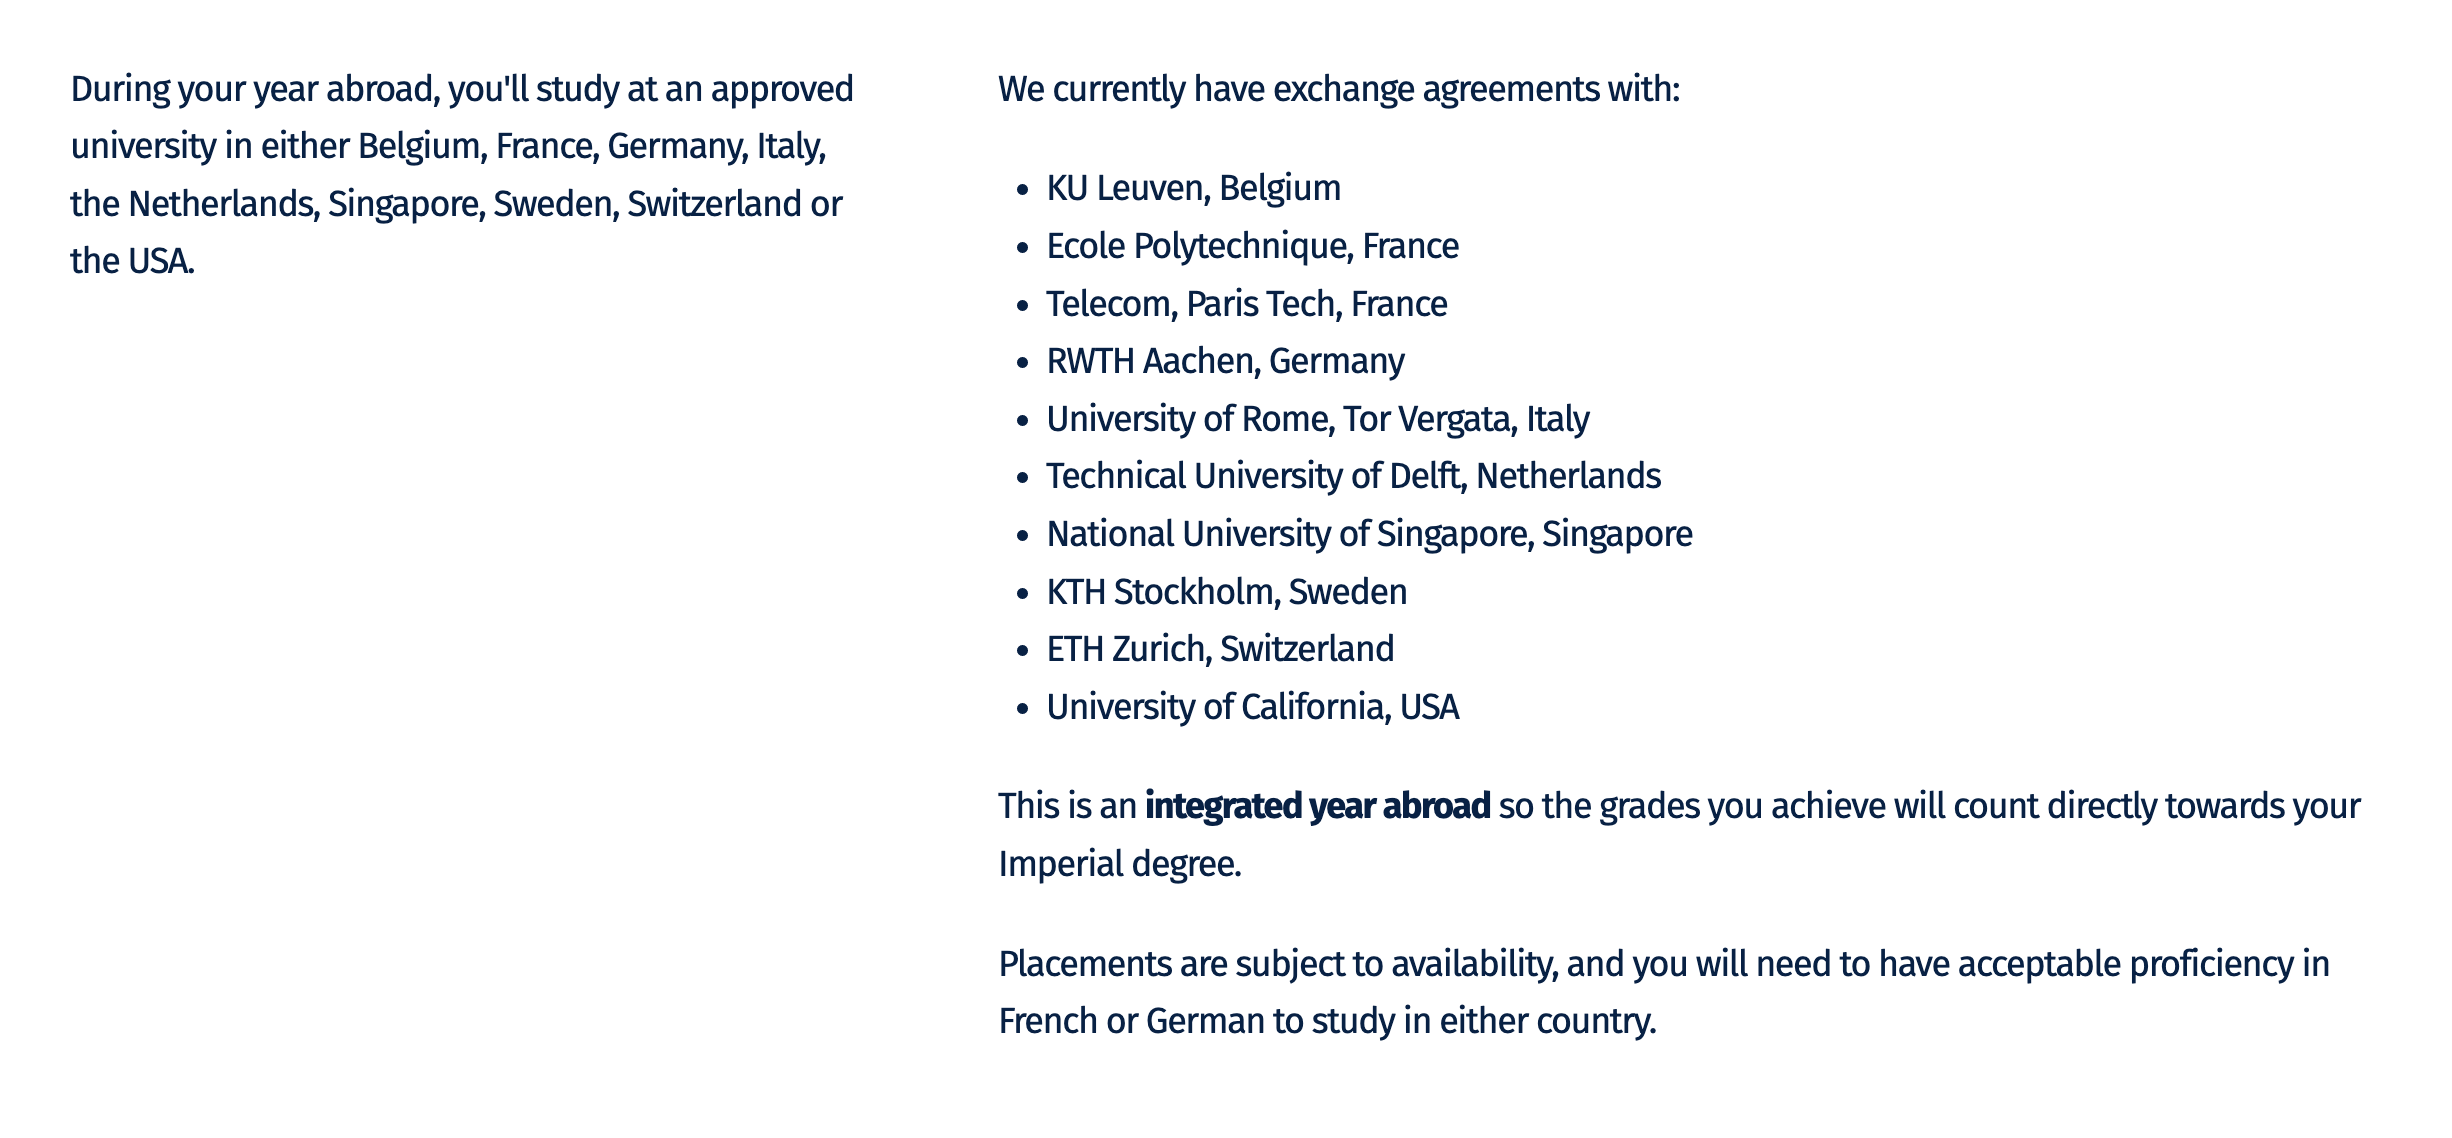 During your year abroad, you'll study at an approved
university in either Belgium, France, Germany, Italy,
the Netherlands, Singapore, Sweden, Switzerland or
the USA.
We currently have exchange agreements with:
• KU Leuven, Belgium
• Ecole Polytechnique, France
• Telecom, Paris Tech, France
• RWTH Aachen, Germany
• University of Rome, Tor Vergata, Italy
• Technical University of Delft, Netherlands
• National University of Singapore, Singapore
• KTH Stockholm, Sweden
• ETH Zurich, Switzerland
• University of California, USA
This is an integrated year abroad so the grades you achieve will count directly towards your
Imperial degree.
Placements are subject to availability, and you will need to have acceptable proficiency in
French or German to study in either country.